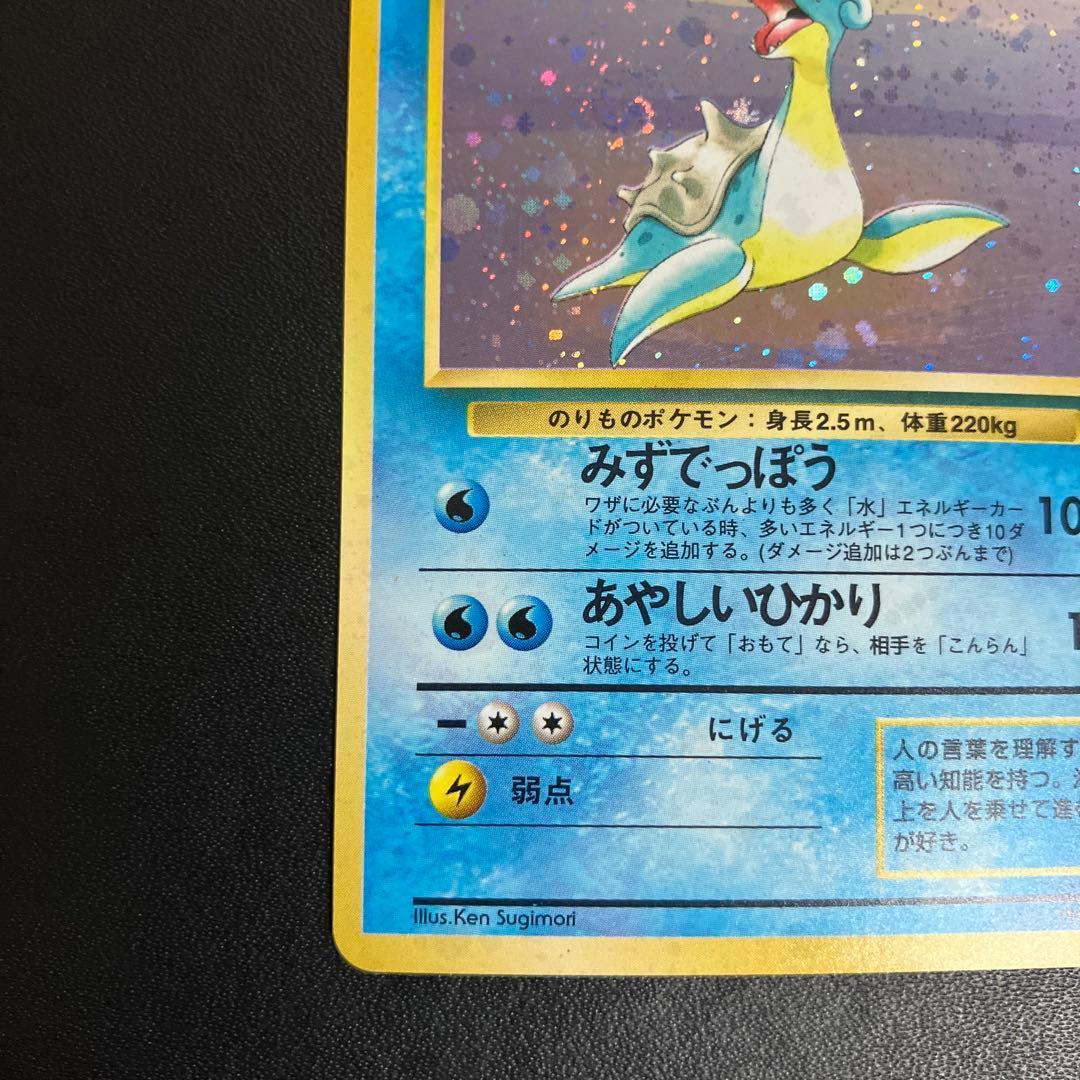 のりものポケモン：身長2.5m、体重220kg
みずでっぽう
ワザに必要なぶんよりも多く「水」エネルギーカー
ドがついている時、多いエネルギー1つにつき10ダ
メージを追加する。(ダメージ追加は2つぶんまで)
10
あやしいひかり
コインを投げて「おもて」なら、相手を「こんらん」
状態にする。
にげる
弱点
人の言葉を理解す
高い知能を持つ。
上を人を乗せて進
が好き。
Illus.Ken Sugimori